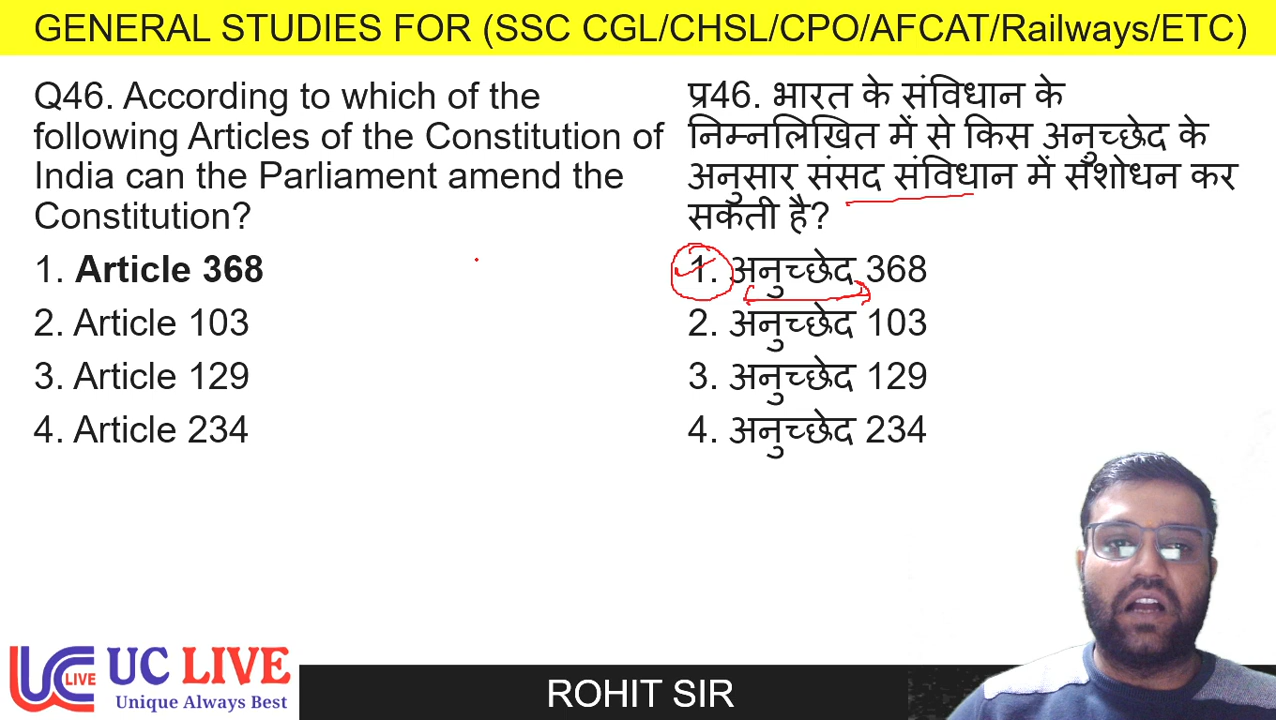 GENERAL STUDIES FOR (SSC CGL/CHSL/CPO/AFCAT/Railways/ETC)
Q46. According to which of the
following Articles of the Constitution of
India can the Parliament amend the
Constitution?
1. Article 368
2. Article 103
3. Article 129
4. Article 234
प्र46. भारत के संविधान के
निम्नलिखित में से किस अनुच्छेद के
अनुसार संसद संविधान में संशोधन कर
सकती है?
1. अनुच्छेद 368
2. अनुच्छेद 103
3. अनुच्छेद 129
4. अनुच्छेद 234
UC LIVE
UC LIVE
Unique Always Best
ROHIT SIR